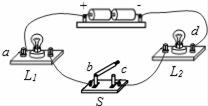 + -
a b c d
L₁ S L₂